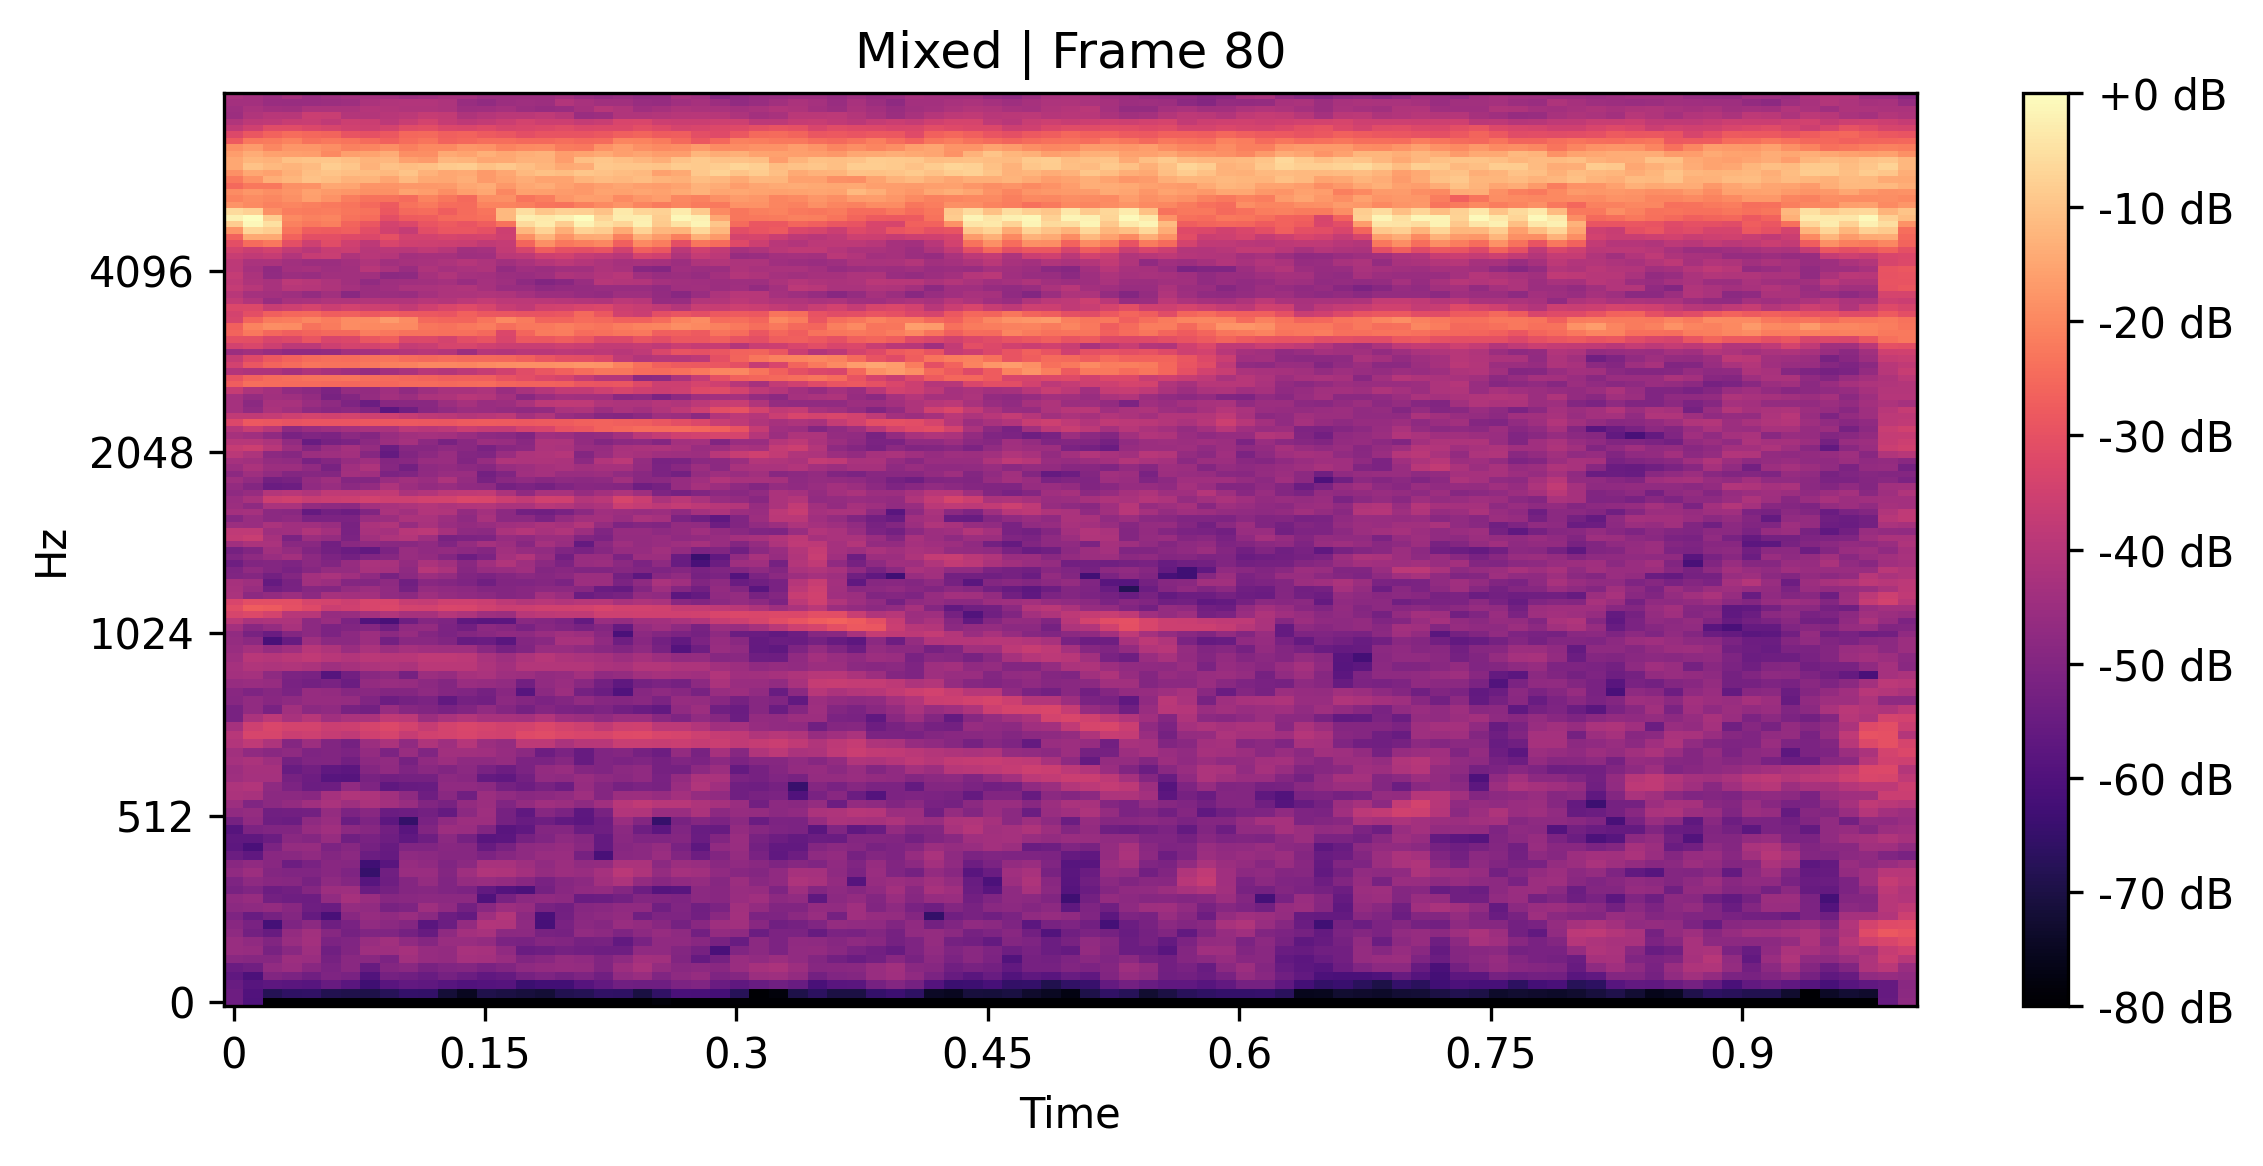 Mixed | Frame 80
+0 dB
-10 dB
-20 dB
-30 dB
-40 dB
-50 dB
-60 dB
-70 dB
-80 dB
Hz
4096
2048
1024
512
0
0 0.15 0.3 0.45 0.6 0.75 0.9
Time